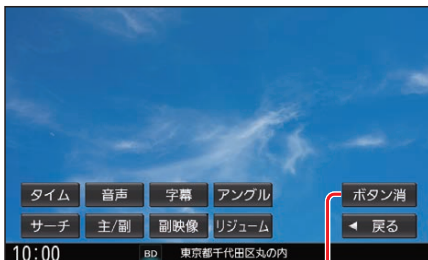 タイム 音声 字幕 アングル ボタン消
サーチ 主/副 副映像 リジューム ◄ 戻る
10:00 BD 東京都千代田区丸の内